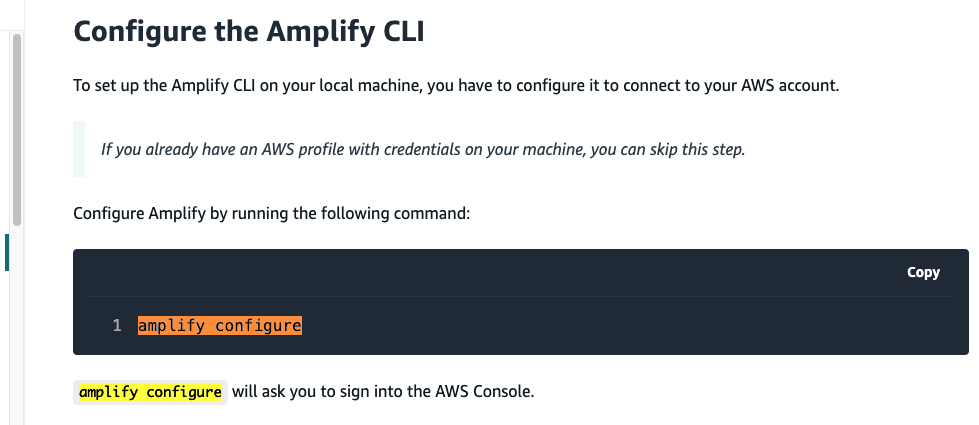 Configure the Amplify CLI
To set up the Amplify CLI on your local machine, you have to configure it to connect to your AWS account.
If you already have an AWS profile with credentials on your machine, you can skip this step.
Configure Amplify by running the following command:
Copy
1 amplify configure
amplify configure will ask you to sign into the AWS Console.